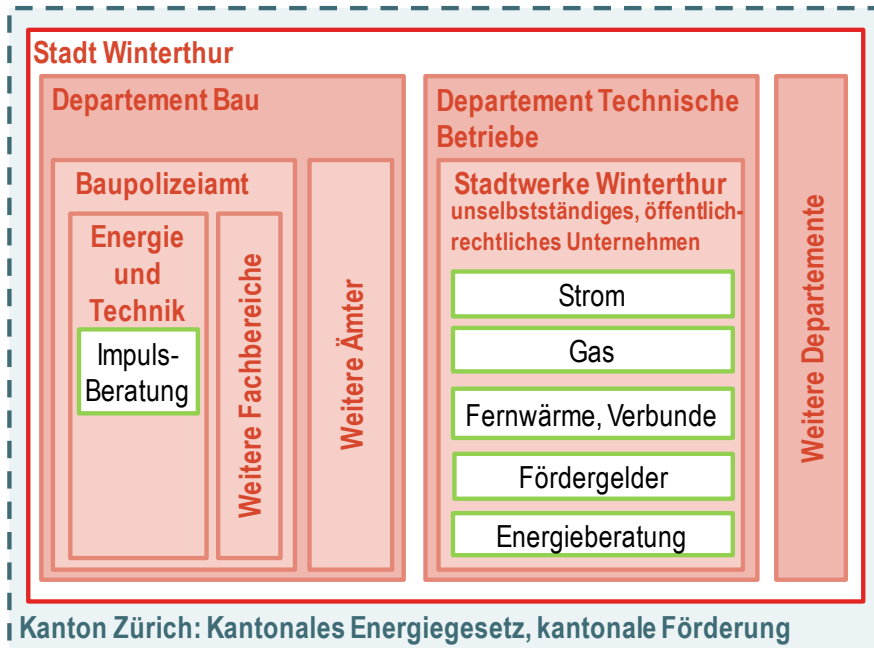 Stadt Winterthur
Departement Bau
Baupolizeiamt
Energie
und
Technik
Impuls-
Beratung
Weitere Fachbereiche
Weitere Ämter
Departement Technische
Betriebe
Stadtwerke Winterthur
unselbstständiges, öffentlich-
rechtliches Unternehmen
Strom
Gas
Fernwärme, Verbunde
Fördergelder
Energieberatung
Weitere Departemente
Kanton Zürich: Kantonales Energiegesetz, kantonale Förderung